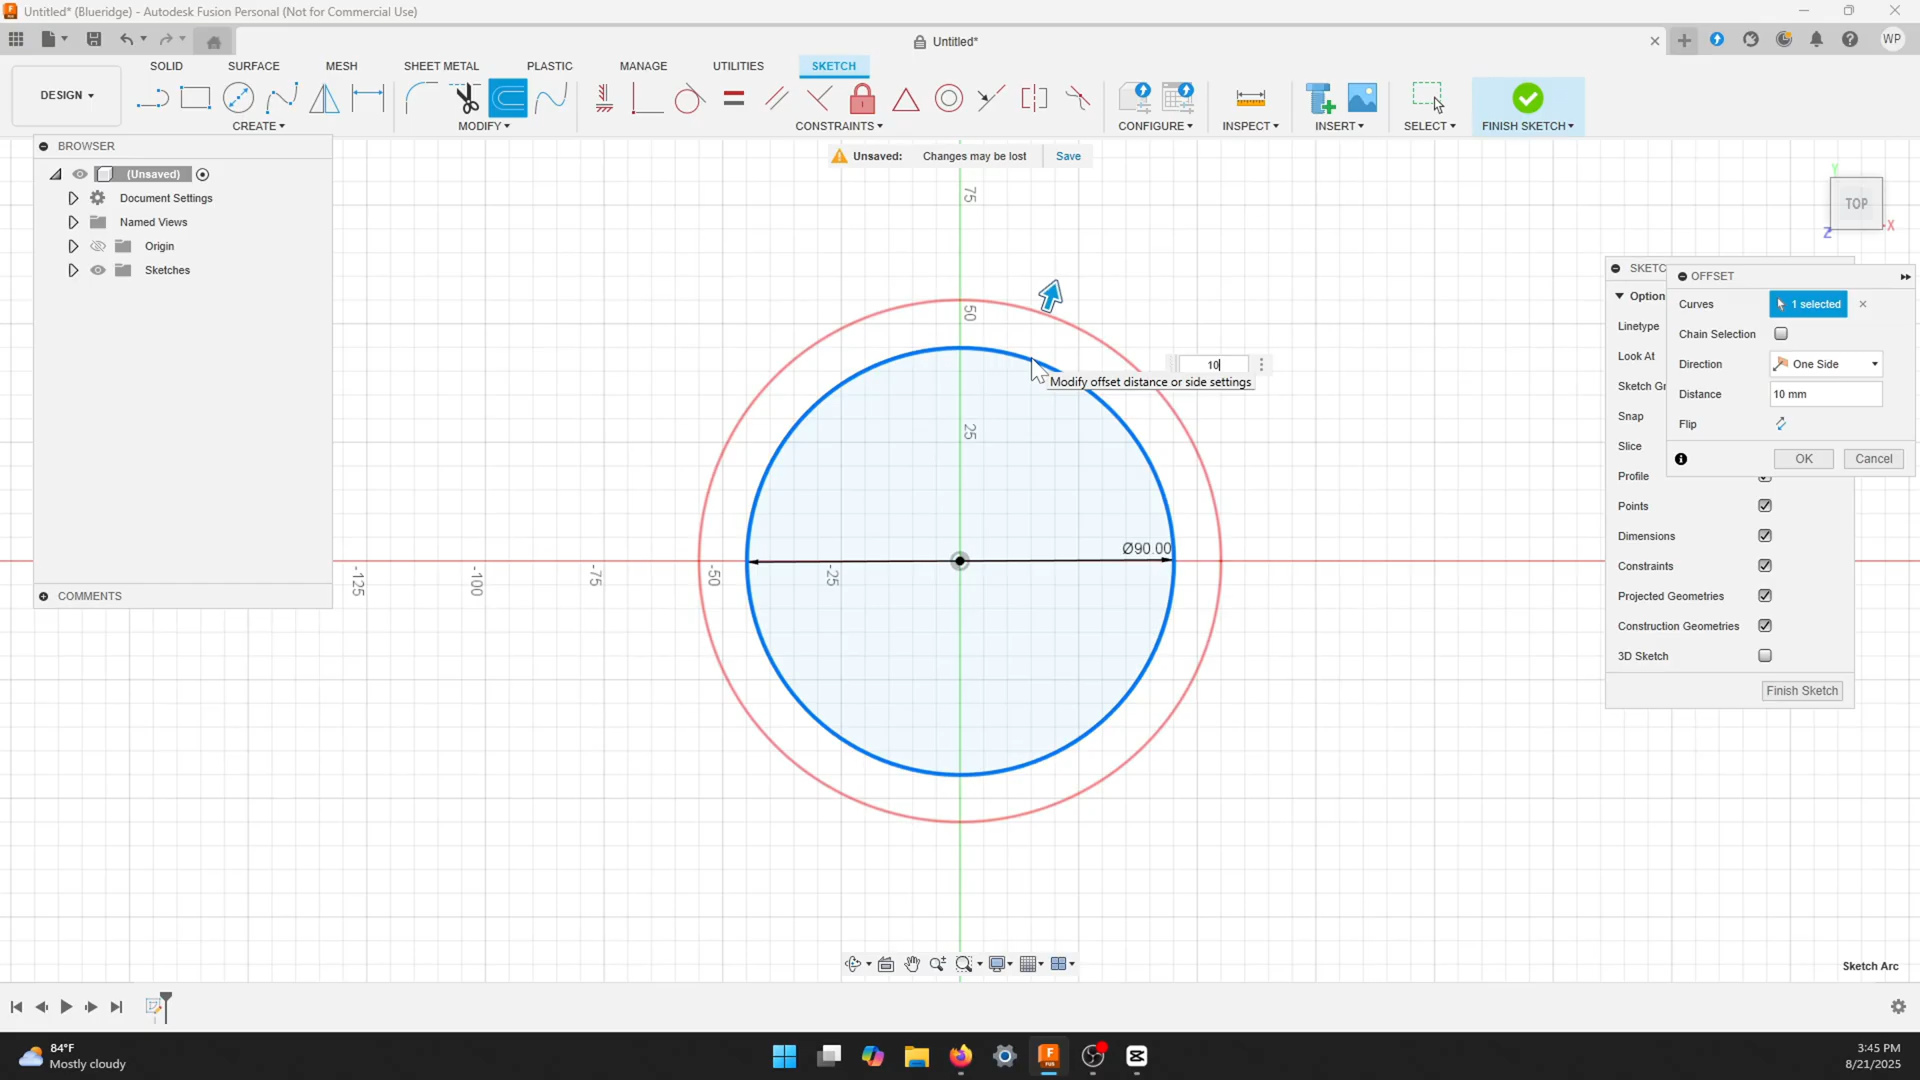 Untitled* (Blueridge) - Autodesk Fusion Personal (Not for Commercial Use)
Untitled*
WP
DESIGN
SOLID
SURFACE
MESH
SHEET METAL
PLASTIC
MANAGE
UTILITIES
SKETCH
CREATE
MODIFY
CONSTRAINTS
CONFIGURE
INSPECT
INSERT
SELECT
FINISH SKETCH
BROWSER
(Unsaved)
Document Settings
Named Views
Origin
Sketches
COMMENTS
Unsaved: Changes may be lost Save
75
50
25
-125
-100
-75
-50
-25
Ø90.00
10
Modify offset distance or side settings
Y
TOP
X
Z
SKETC
Option
Linetype
Look At
Sketch Gr
Snap
Slice
Profile
Points
Dimensions
Constraints
Projected Geometries
Construction Geometries
3D Sketch
Finish Sketch
OFFSET
Curves 1 selected
Chain Selection
Direction One Side
Distance 10 mm
Flip
OK Cancel
Sketch Arc
84°F
Mostly cloudy
3:45 PM
8/21/2025